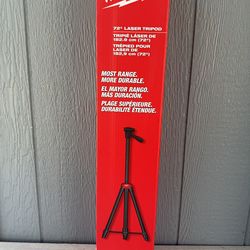 72" LASER TRIPOD
TRIPIÉ LÁSER DE
182.9 cm (72")
TRÉPIED POUR
LASER DE
182,9 cm (72")
MOST RANGE.
MORE DURABLE.
EL MAYOR RANGO.
MÁS DURACIÓN.
PLAGE SUPÉRIEURE.
DURABILITÉ ÉTENDUE.